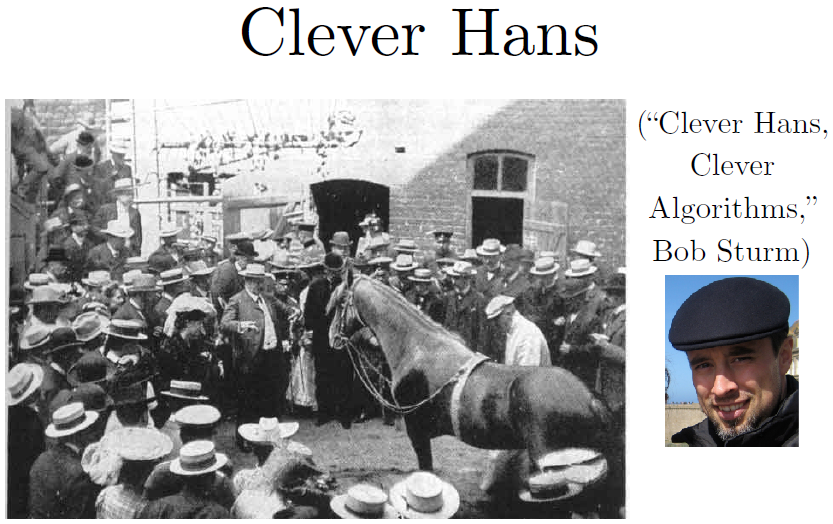 Clever Hans
(“Clever Hans,
Clever
Algorithms,”
Bob Sturm)